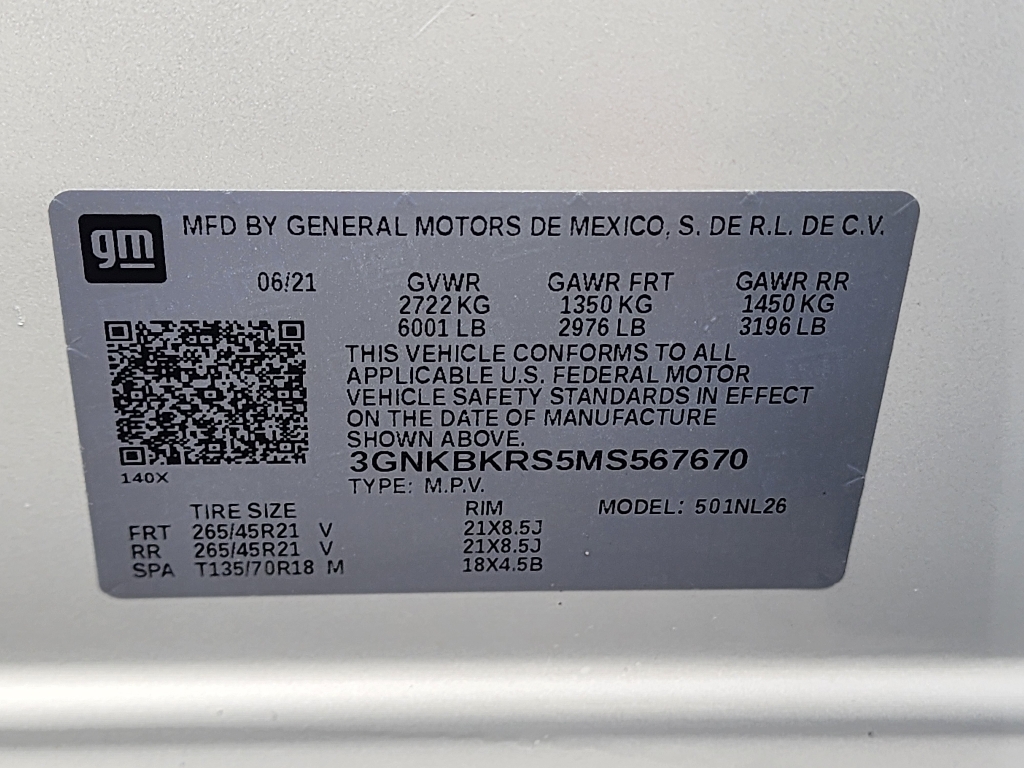 gm
MFD BY GENERAL MOTORS DE MEXICO, S. DE R.L. DE C.V.
06/21 GVWR GAWR FRT GAWR RR
2722 KG 1350 KG 1450 KG
6001 LB 2976 LB 3196 LB
THIS VEHICLE CONFORMS TO ALL
APPLICABLE U.S. FEDERAL MOTOR
VEHICLE SAFETY STANDARDS IN EFFECT
ON THE DATE OF MANUFACTURE
SHOWN ABOVE.
3GNKBKRS5MS567670
140X
TYPE: M.P.V.
TIRE SIZE RIM MODEL: 501NL26
FRT 265/45R21 V 21X8.5J
RR 265/45R21 V 21X8.5J
SPA T135/70R18 M 18X4.5B